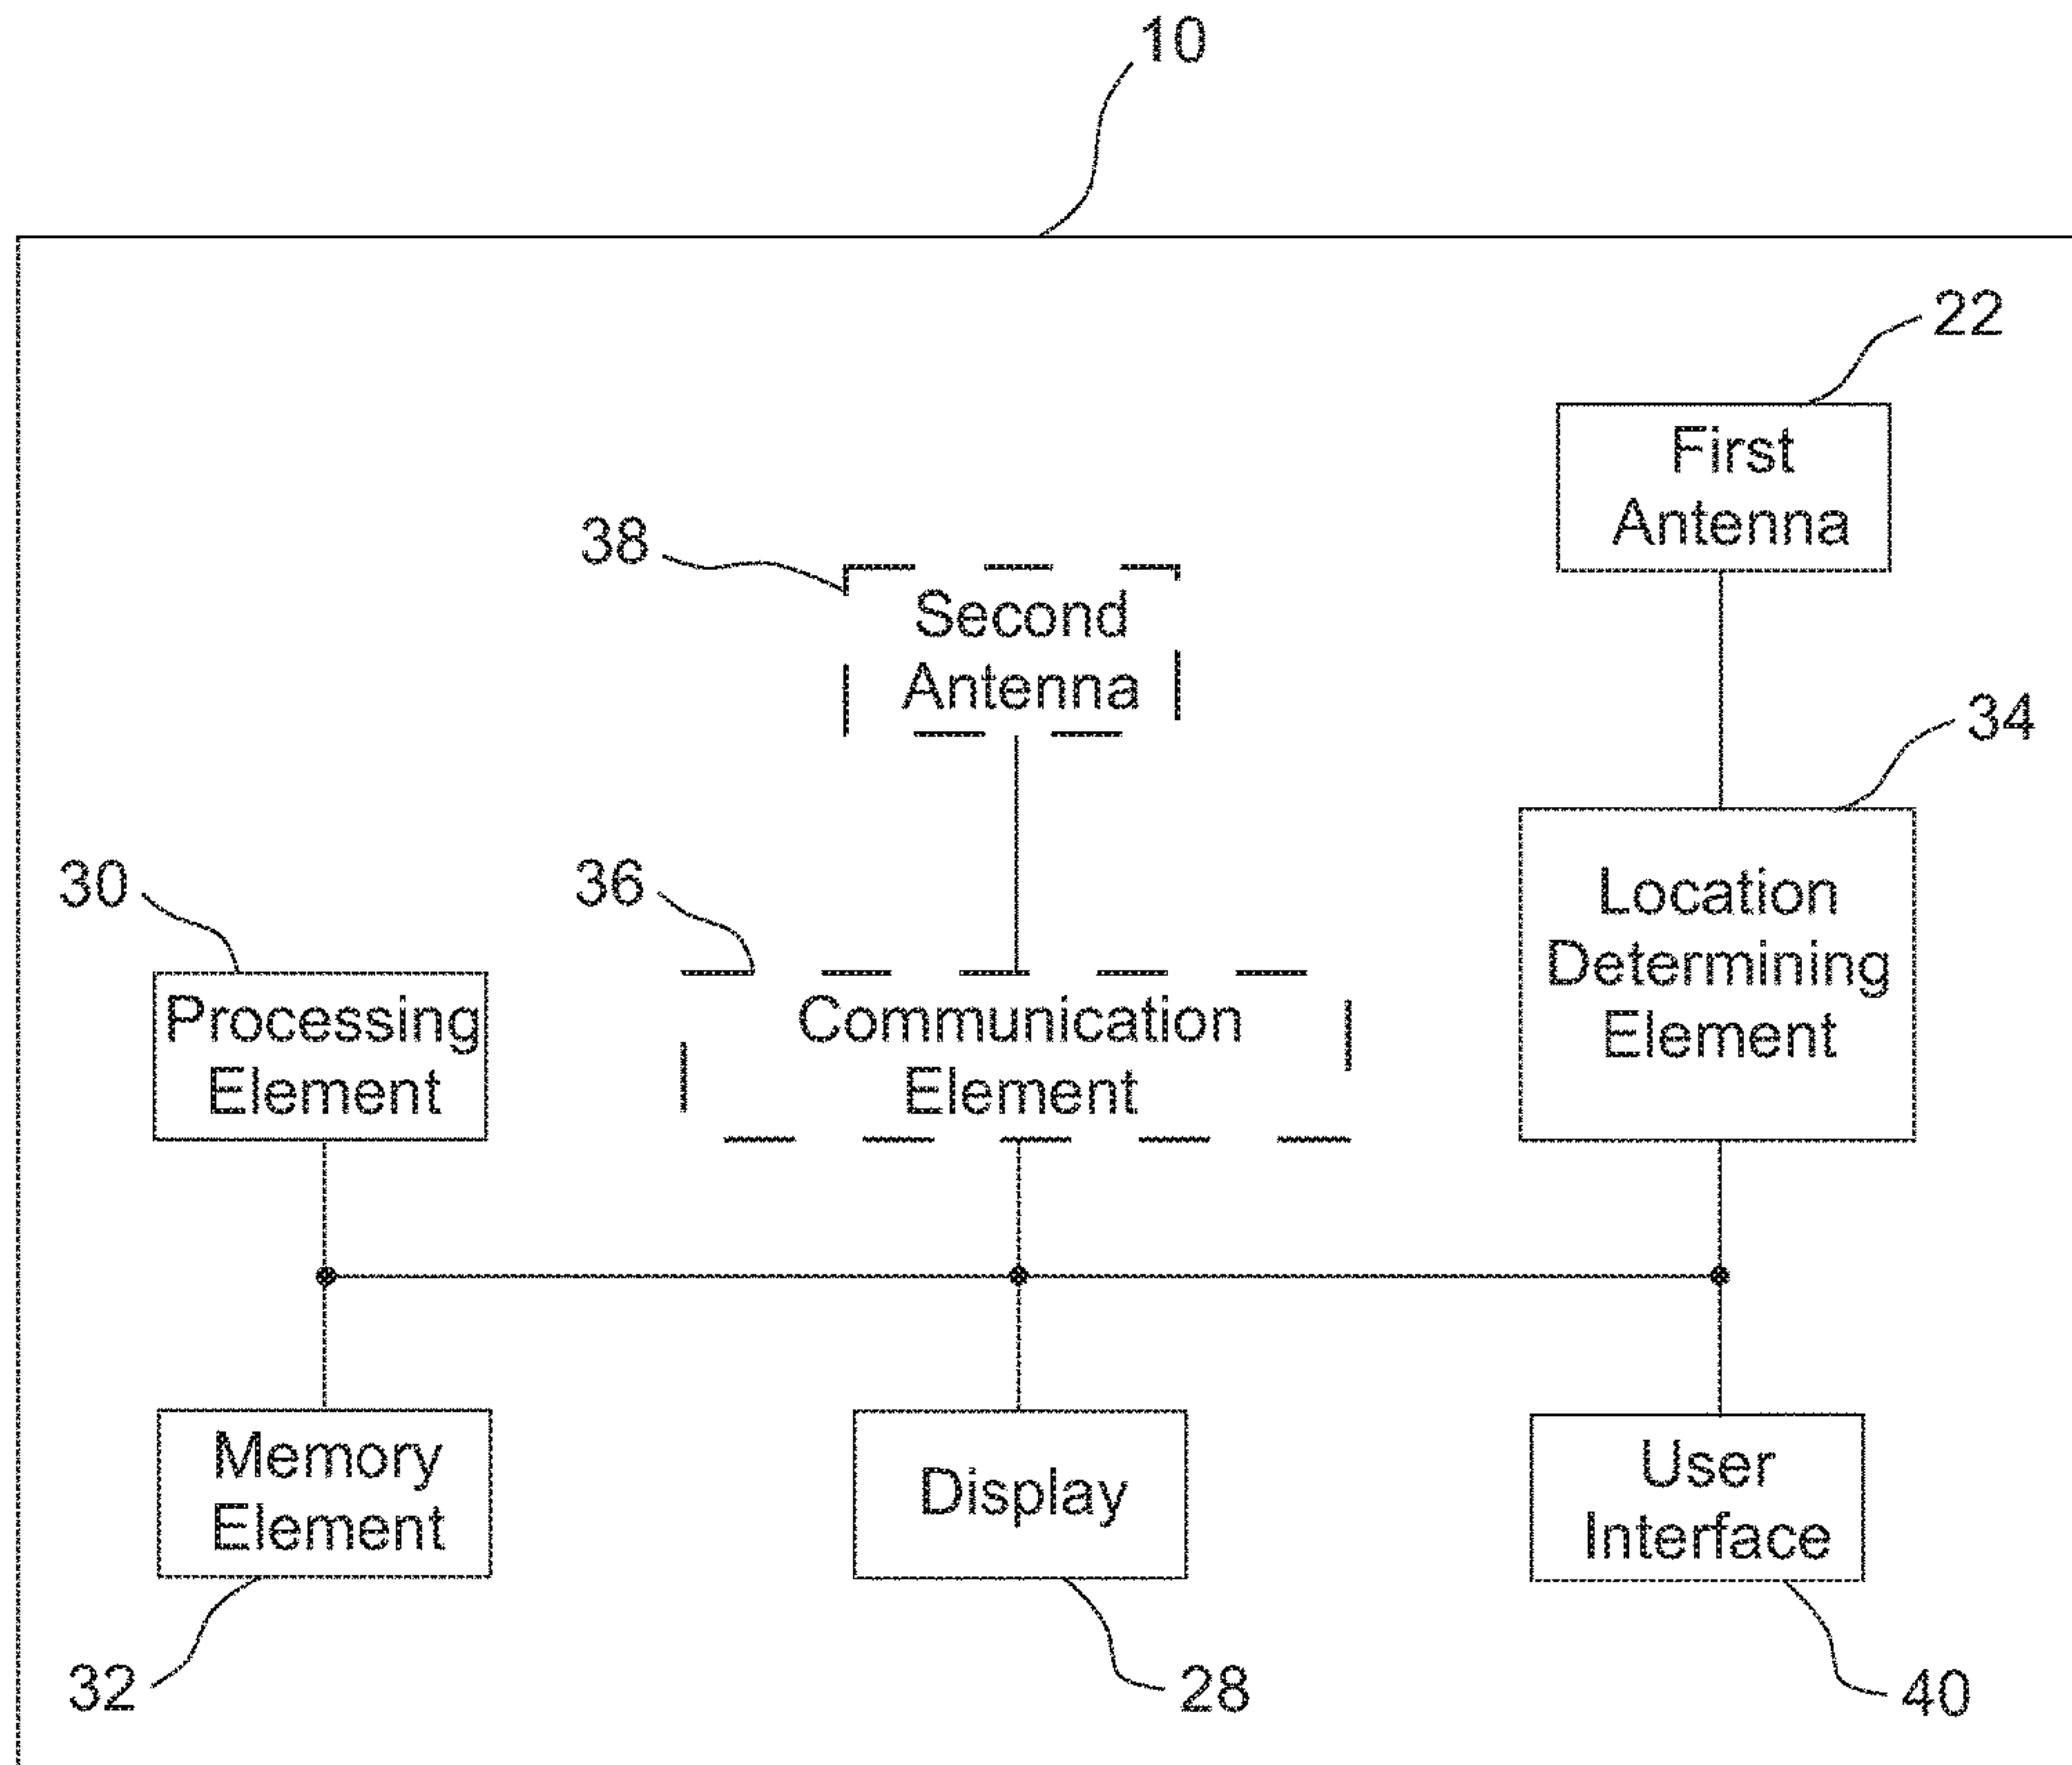 10
22
First
Antenna
38
Second
Antenna
34
Location
Determining
Element
30
Processing
Element
36
Communication
Element
Memory
Element
32
Display
28
User
Interface
40